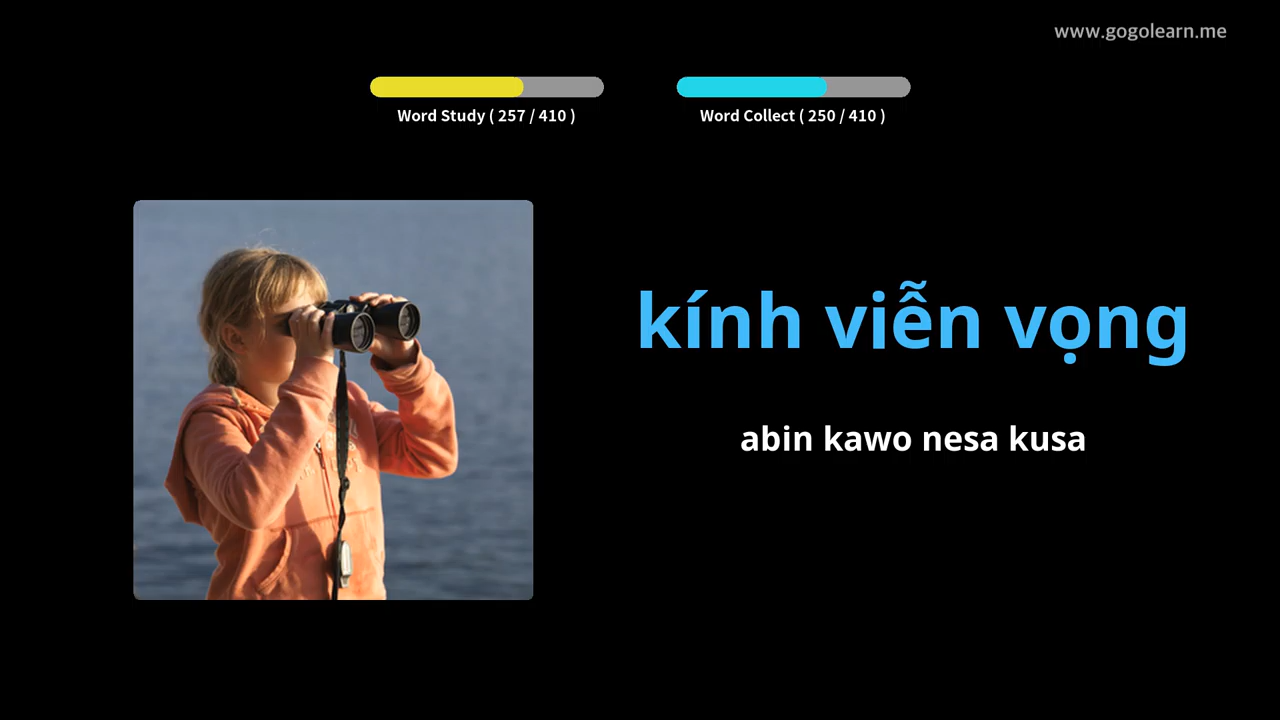 www.gogolearn.me
Word Study ( 257 / 410 )
Word Collect ( 250 / 410 )
kính viễn vọng
abin kawo nesa kusa